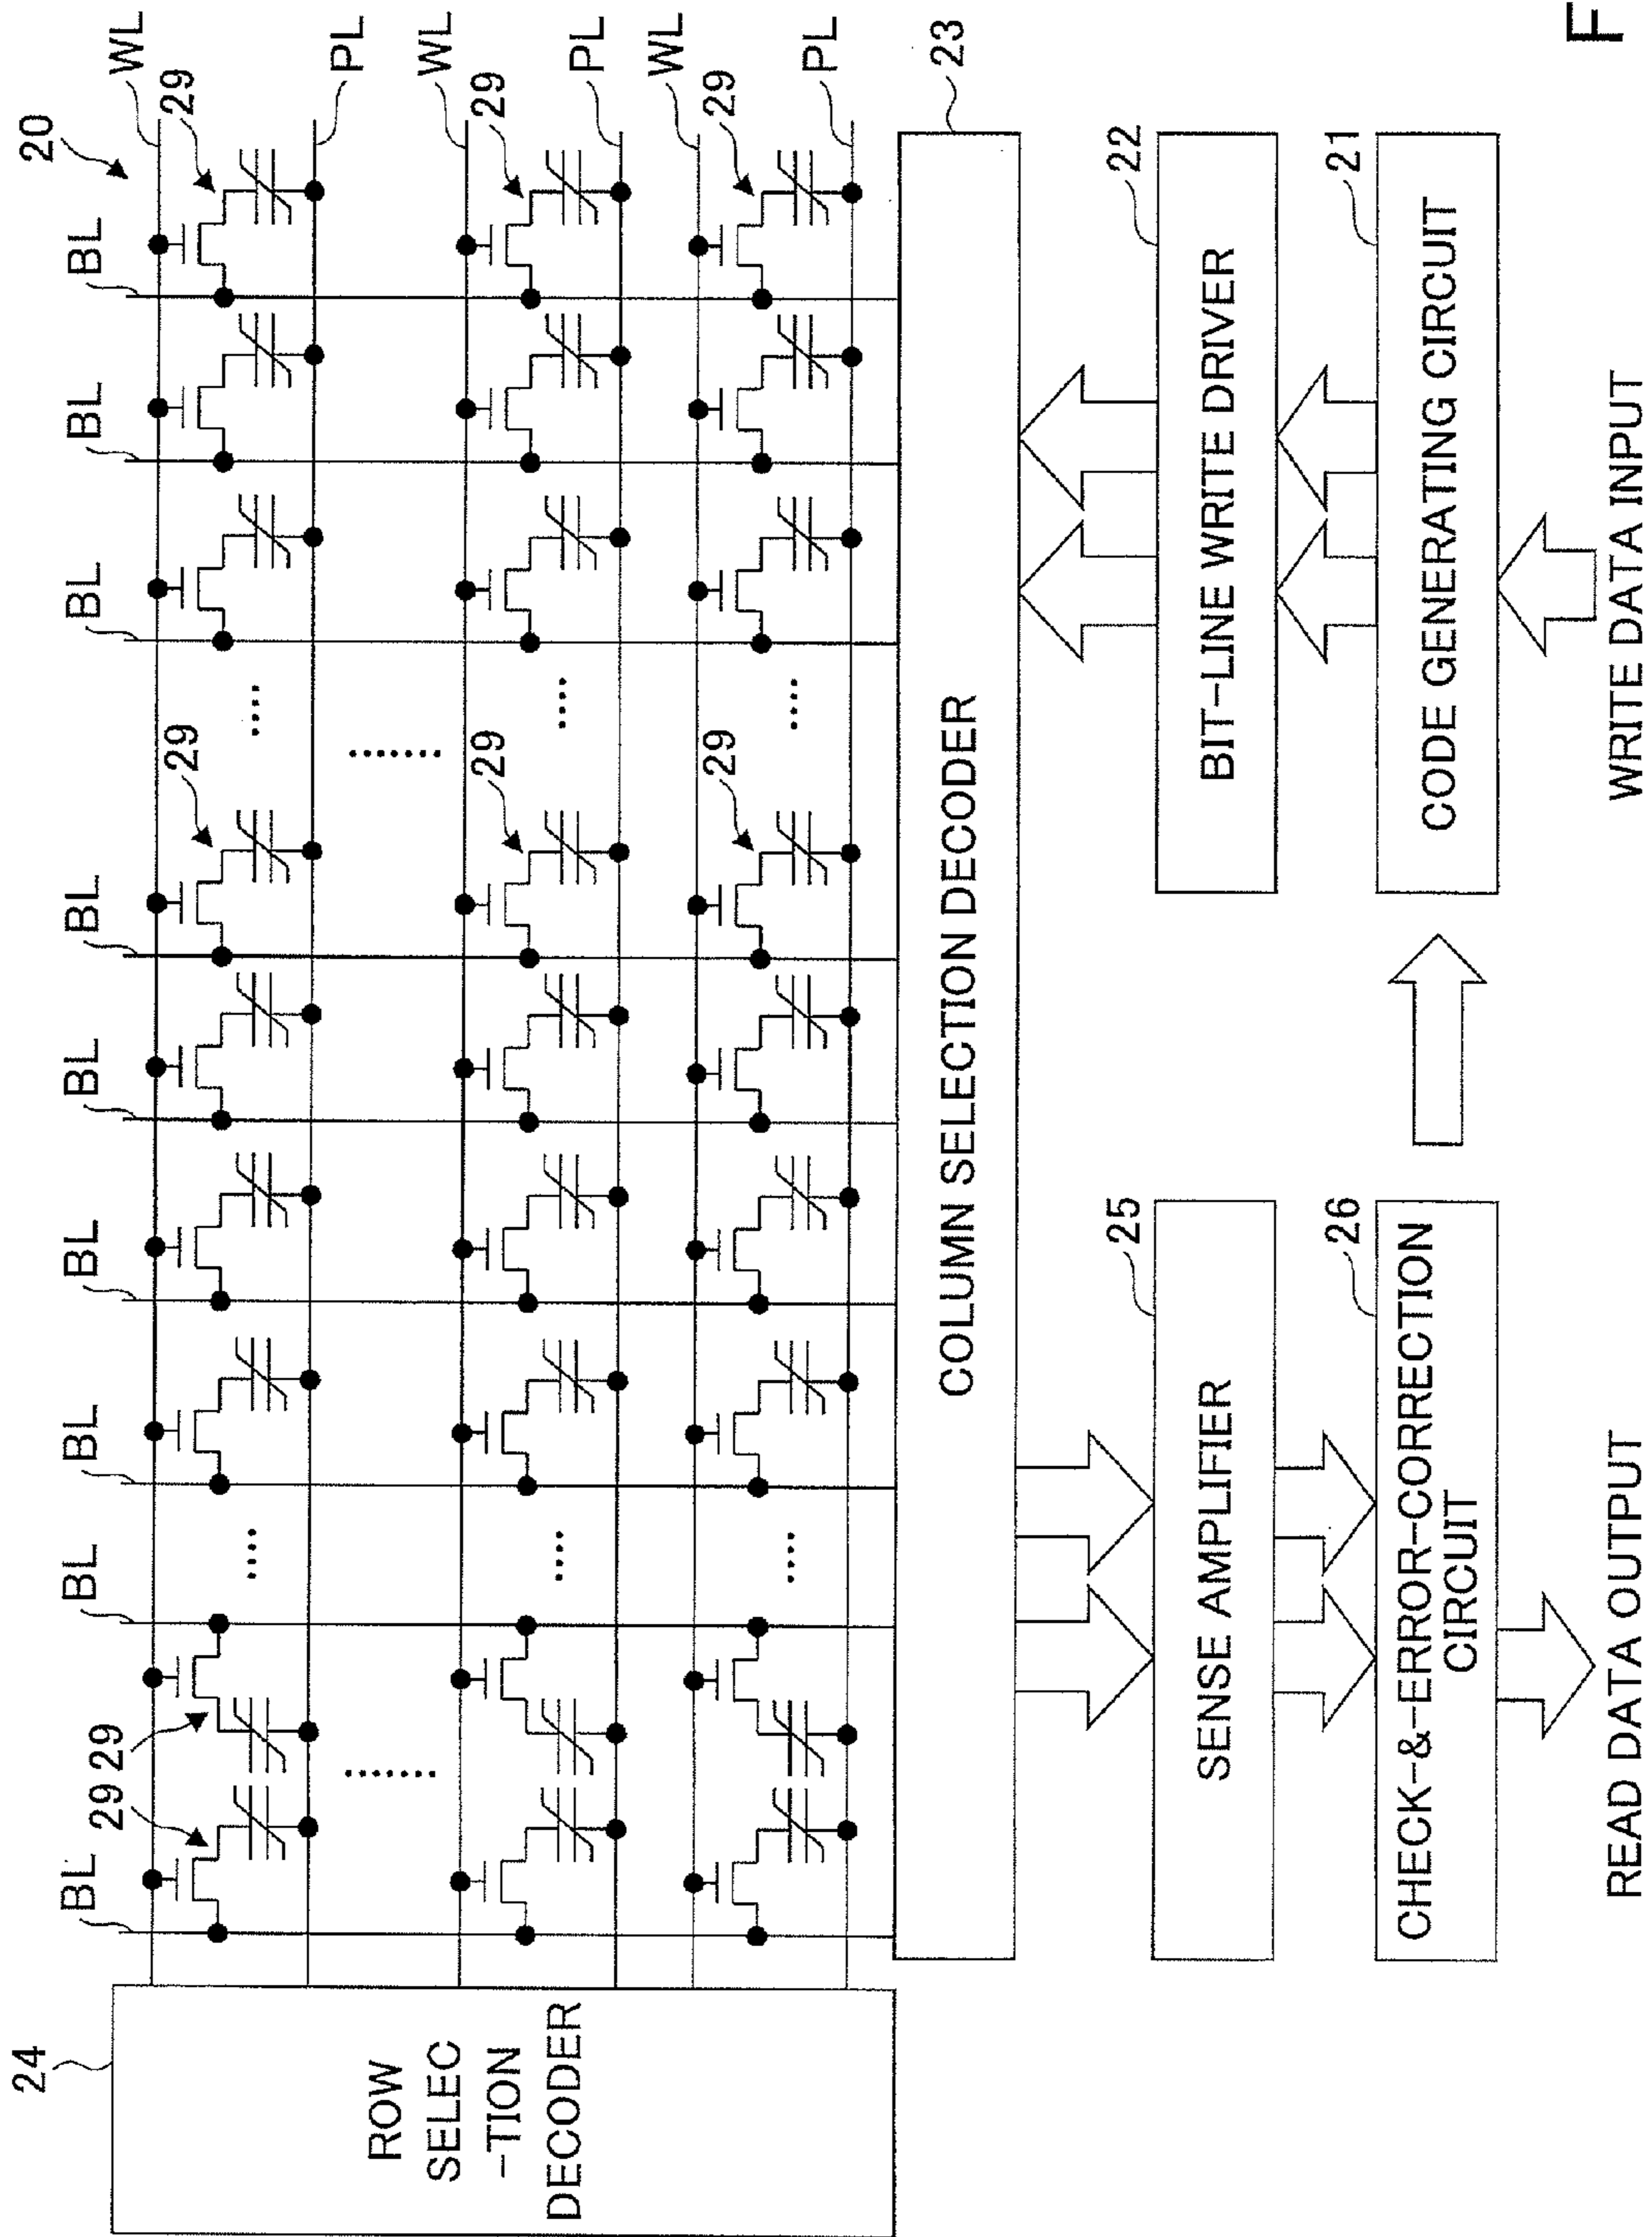 24
20
BL BL BL BL BL BL BL BL BL
WL
29 29 29 29
PL
WL
29 29
PL
WL
29 29
PL
ROW
SELEC
-TION
DECODER
COLUMN SELECTION DECODER
23
25
22
SENSE AMPLIFIER
BIT-LINE WRITE DRIVER
26
21
CHECK-&-ERROR-CORRECTION
CIRCUIT
CODE GENERATING CIRCUIT
READ DATA OUTPUT
WRITE DATA INPUT
F